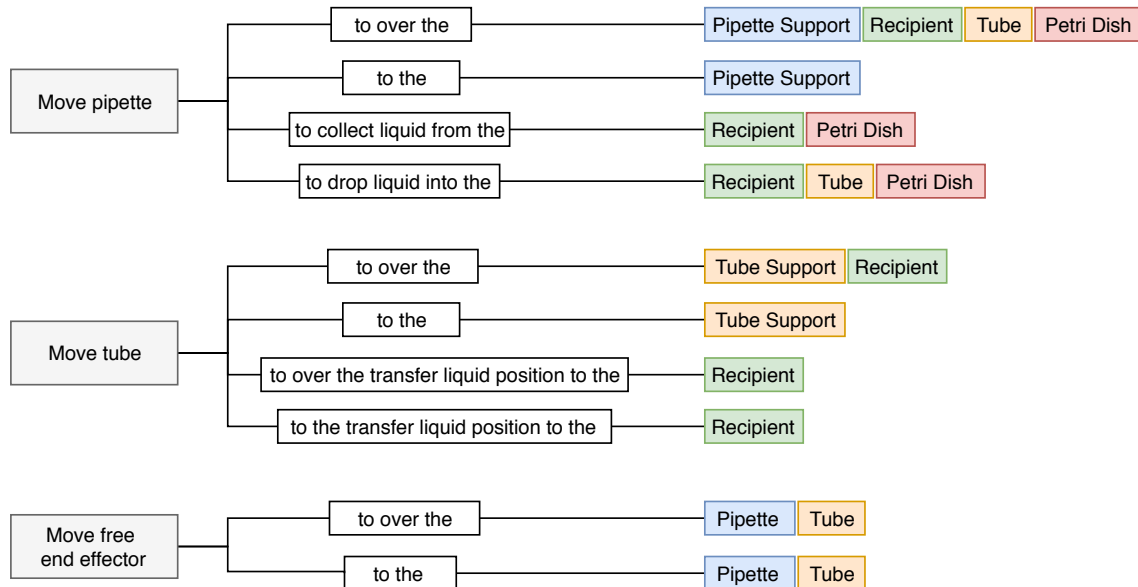 to over the Pipette Support Recipient Tube Petri Dish
Move pipette
to the Pipette Support
to collect liquid from the Recipient Petri Dish
to drop liquid into the Recipient Tube Petri Dish
to over the Tube Support Recipient
Move tube
to the Tube Support
to over the transfer liquid position to the Recipient
to the transfer liquid position to the Recipient
Move free
end effector
to over the Pipette Tube
to the Pipette Tube